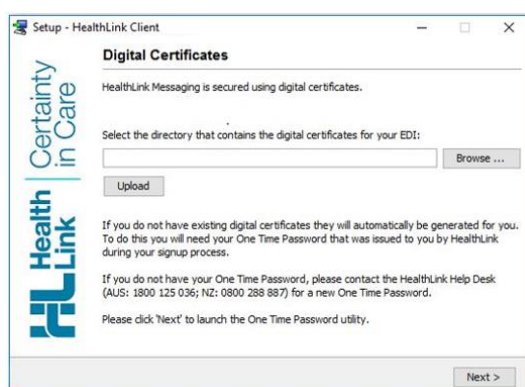 Setup - HealthLink Client
Digital Certificates
HealthLink Messaging is secured using digital certificates.
Select the directory that contains the digital certificates for your EDI:
Browse ...
Upload
If you do not have existing digital certificates they will automatically be generated for you.
To do this you will need your One Time Password that was issued to you by HealthLink
during your signup process.
If you do not have your One Time Password, please contact the HealthLink Help Desk
(AUS: 1800 125 036; NZ: 0800 288 887) for a new One Time Password.
Please click 'Next' to launch the One Time Password utility.
HL Health
Link
Certainty
in Care
Next >